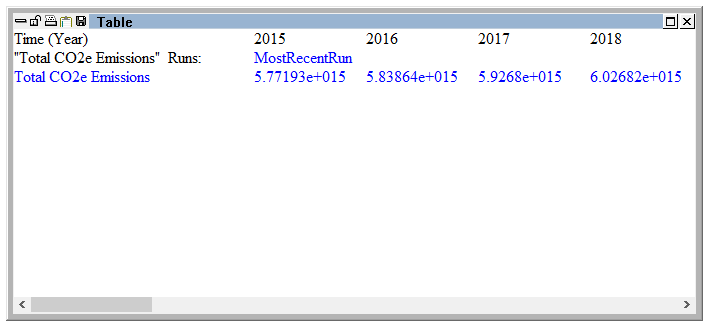 Table
Time (Year) 2015 2016 2017 2018
"Total CO2e Emissions" Runs: MostRecentRun
Total CO2e Emissions 5.77193e+015 5.83864e+015 5.9268e+015 6.02682e+015